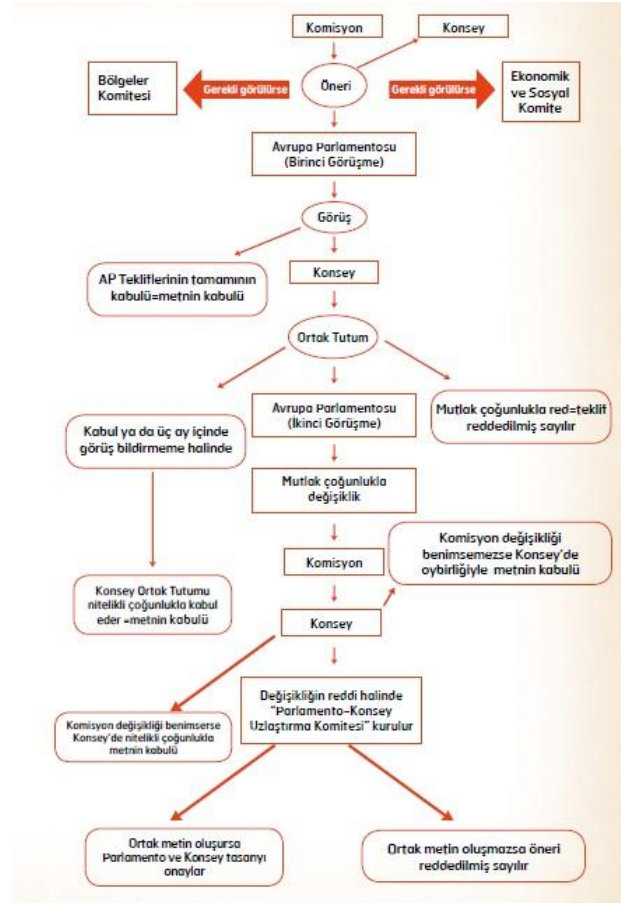 Komisyon
Konsey
Bölgeler
Komitesi
Gerekli görülürse
Öneri
Gerekli görülürse
Ekonomik
ve Sosyal
Komite
Avrupa Parlamentosu
(Birinci Görüşme)
Görüş
AP Tekliflerinin tamamının
kabulü=metnin kabulü
Konsey
Ortak Tutum
Kabul ya da üç ay içinde
görüş bildirmeme halinde
Avrupa Parlamentosu
(İkinci Görüşme)
Mutlak çoğunlukla red=teklif
reddedilmiş sayılır
Mutlak çoğunlukla
değişiklik
Komisyon
Komisyon değişikliği
benimsemezse Konsey'de
oybirliğiyle metnin kabulü
Konsey Ortak Tutumu
nitelikli çoğunlukla kabul
eder =metnin kabulü
Konsey
Değişikliğin reddi halinde
"Parlamento-Konsey
Uzlaştırma Komitesi" kurulur
Komisyon değişikliği benimserse
Konsey'de nitelikli çoğunlukla
metnin kabulü
Ortak metin oluşursa
Parlamento ve Konsey tasarıyı
onaylar
Ortak metin oluşmazsa öneri
reddedilmiş sayılır